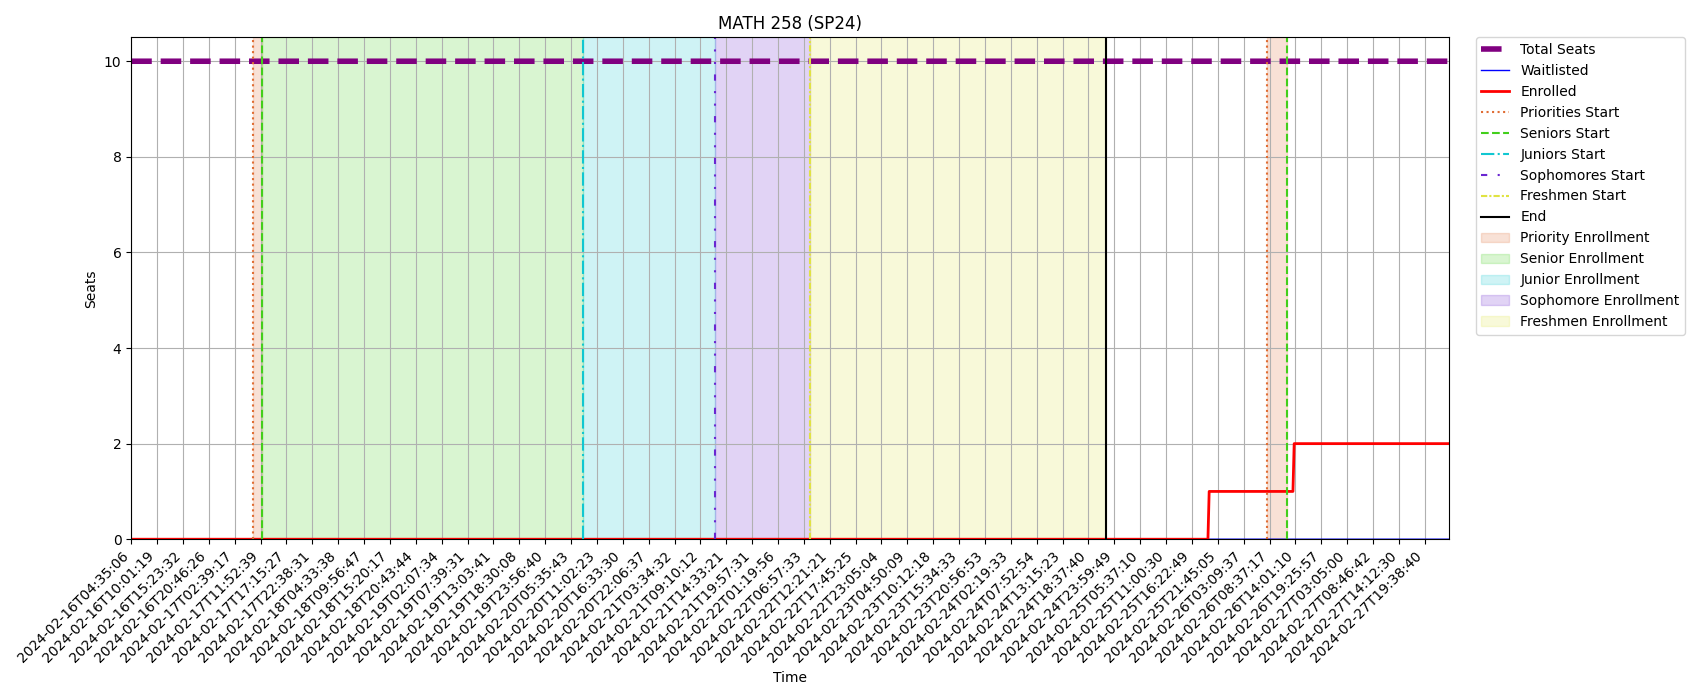 MATH 258 (SP24)
10
8
6
4
2
0
Seats
2024-02-16T04:35:06
2024-02-16T10:01:19
2024-02-16T15:23:32
2024-02-16T20:46:26
2024-02-17T02:39:17
2024-02-17T11:52:39
2024-02-17T17:15:27
2024-02-17T22:38:31
2024-02-18T04:33:38
2024-02-18T09:56:47
2024-02-18T15:20:17
2024-02-18T20:43:44
2024-02-19T02:07:34
2024-02-19T07:39:31
2024-02-19T13:03:41
2024-02-19T18:30:08
2024-02-19T23:56:40
2024-02-20T05:35:43
2024-02-20T11:02:23
2024-02-20T16:33:30
2024-02-20T22:06:37
2024-02-21T03:34:32
2024-02-21T09:10:12
2024-02-21T14:33:21
2024-02-21T19:57:31
2024-02-22T01:19:56
2024-02-22T06:57:33
2024-02-22T12:21:21
2024-02-22T17:45:25
2024-02-22T23:05:04
2024-02-23T04:50:09
2024-02-23T10:12:18
2024-02-23T15:34:33
2024-02-23T20:56:53
2024-02-24T02:19:33
2024-02-24T07:52:54
2024-02-24T13:15:23
2024-02-24T18:37:40
2024-02-24T23:59:49
2024-02-25T05:37:10
2024-02-25T11:00:30
2024-02-25T16:22:49
2024-02-25T21:45:05
2024-02-26T03:09:37
2024-02-26T08:37:17
2024-02-26T14:01:10
2024-02-26T19:25:57
2024-02-27T03:05:00
2024-02-27T08:46:42
2024-02-27T14:12:30
2024-02-27T19:38:40
Time
Total Seats
Waitlisted
Enrolled
Priorities Start
Seniors Start
Juniors Start
Sophomores Start
Freshmen Start
End
Priority Enrollment
Senior Enrollment
Junior Enrollment
Sophomore Enrollment
Freshmen Enrollment